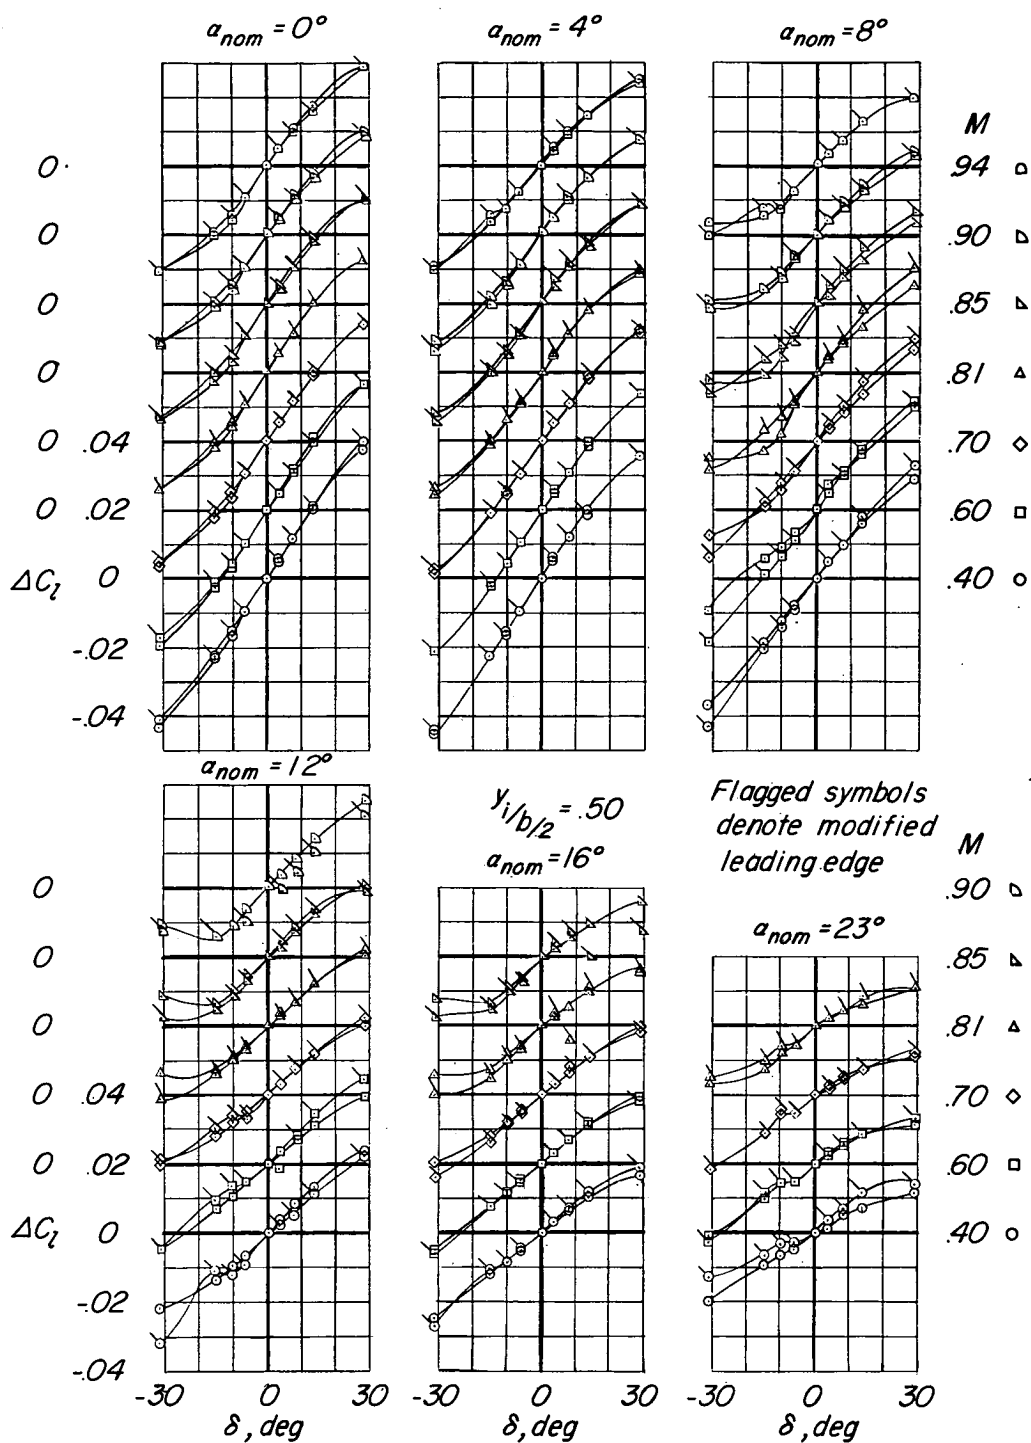 α_nom = 0° α_nom = 4° α_nom = 8°
M
0 .94
0 .90
0 .85
0 .81
0 .04 .70
0 .02 .60
ΔC_l 0 .40
-.02
-.04
α_nom = 12°
y_i/b/2 = .50
α_nom = 16°
Flagged symbols
denote modified
leading edge
M
0 .90
α_nom = 23°
0 .85
0 .81
0 .04 .70
0 .02 .60
ΔC_l 0 .40
-.02
-.04
-30 0 30 -30 0 30 -30 0 30
δ, deg δ, deg δ, deg